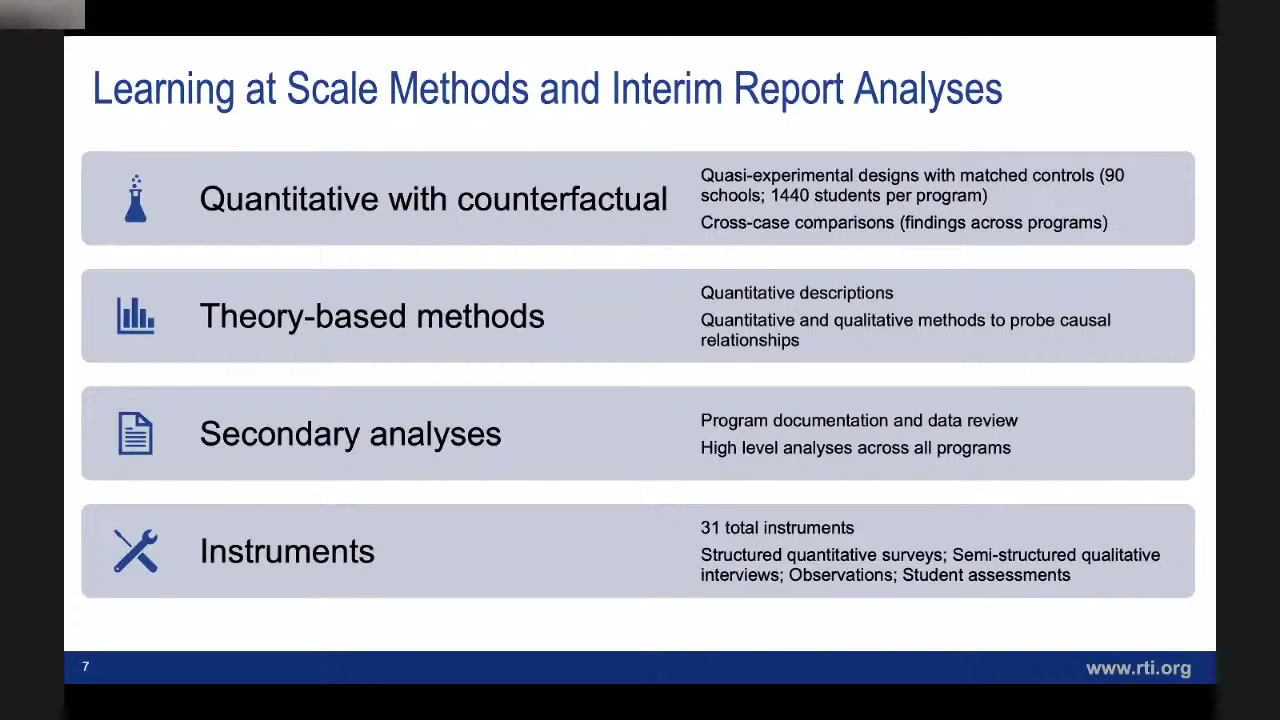 Learning at Scale Methods and Interim Report Analyses
Quantitative with counterfactual
Quasi-experimental designs with matched controls (90
schools; 1440 students per program)
Cross-case comparisons (findings across programs)
Theory-based methods
Quantitative descriptions
Quantitative and qualitative methods to probe causal
relationships
Secondary analyses
Program documentation and data review
High level analyses across all programs
Instruments
31 total instruments
Structured quantitative surveys; Semi-structured qualitative
interviews; Observations; Student assessments
7
www.rti.org